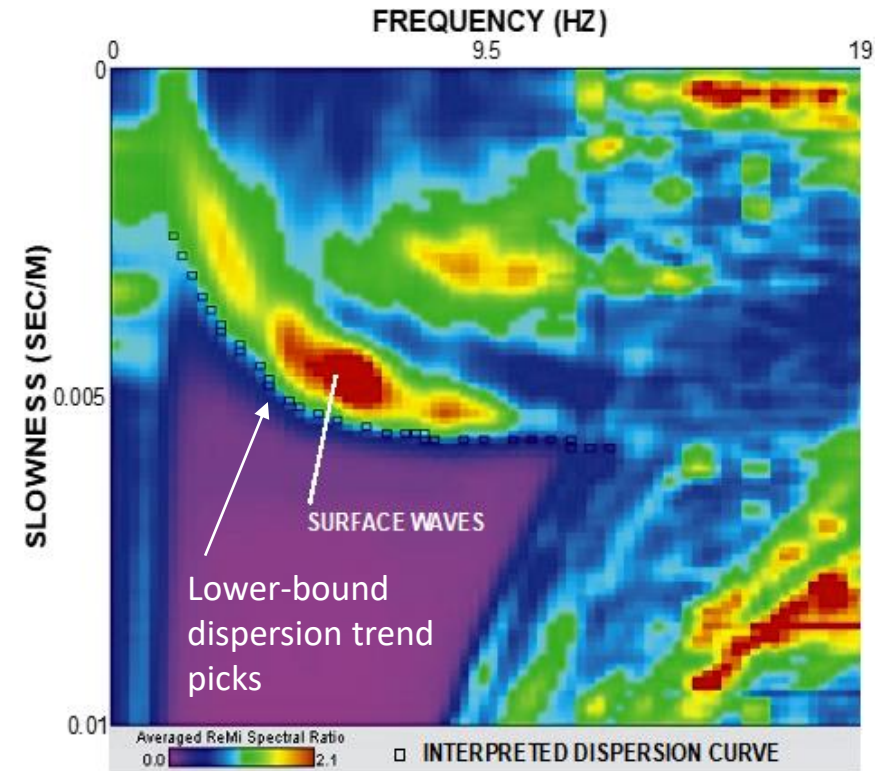 FREQUENCY (HZ)
0 9.5 19
0
SLOWNESS (SEC/M)
0.005
SURFACE WAVES
Lower-bound
dispersion trend
picks
0.01
Averaged ReMi Spectral Ratio
0.0 2.1
INTERPRETED DISPERSION CURVE